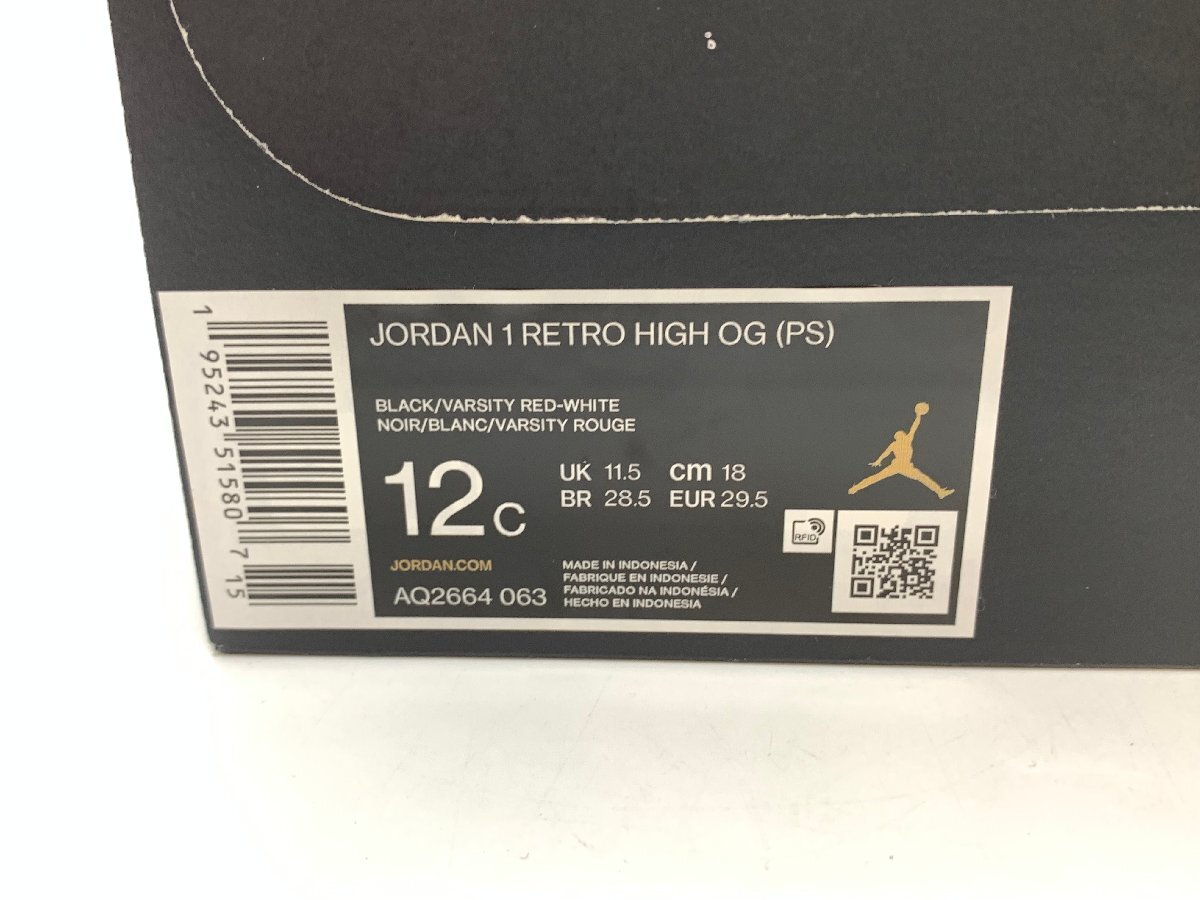 JORDAN 1 RETRO HIGH OG (PS)
BLACK/VARSITY RED-WHITE
NOIR/BLANC/VARSITY ROUGE
12C
UK 11.5 cm 18
BR 28.5 EUR 29.5
JORDAN.COM
AQ2664 063
MADE IN INDONESIA /
FABRIQUE EN INDONESIE /
FABRICADO NA INDONÉSIA /
HECHO EN INDONESIA
RFID
1 95243 51580 7 15